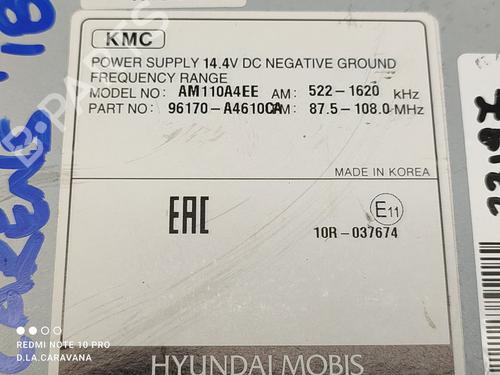 KMC
POWER SUPPLY 14.4V DC NEGATIVE GROUND
FREQUENCY RANGE
MODEL NO: AM110A4EE AM: 522-1620 kHz
PART NO: 96170-A4610CA FM: 87.5-108.0 MHz
MADE IN KOREA
EAC
E11
10R-037674
HYUNDAI MOBIS
REDMI NOTE 10 PRO
D.I.A.CARAVANA
B-PARTS